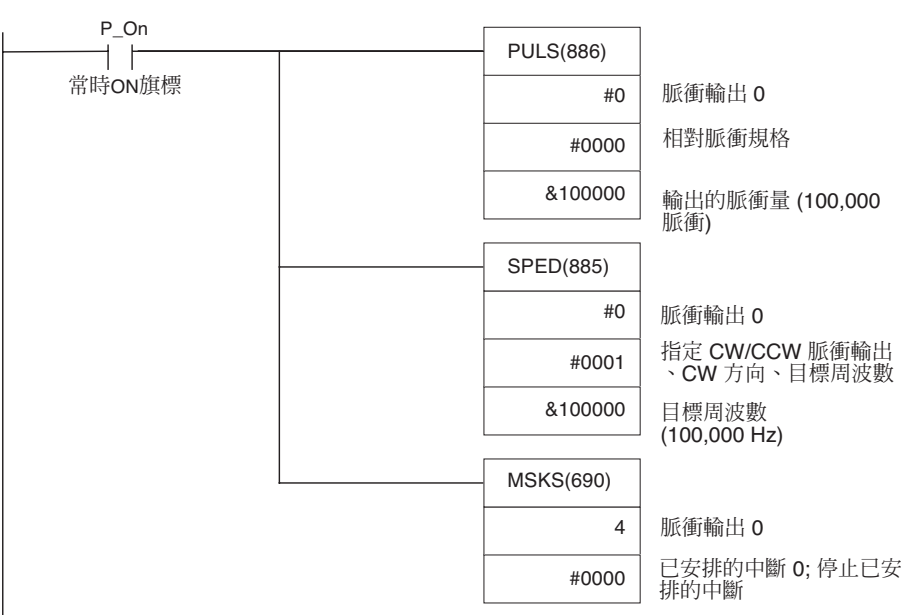 P_On
常時ON旗標
PULS(886)
#0 脈衝輸出 0
#0000 相對脈衝規格
&100000 輸出的脈衝量 (100,000
脈衝)
SPED(885)
#0 脈衝輸出 0
#0001 指定 CW/CCW 脈衝輸出
、CW 方向、目標周波數
&100000 目標周波數
(100,000 Hz)
MSKS(690)
4 脈衝輸出 0
#0000 已安排的中斷 0; 停止已安
排的中斷